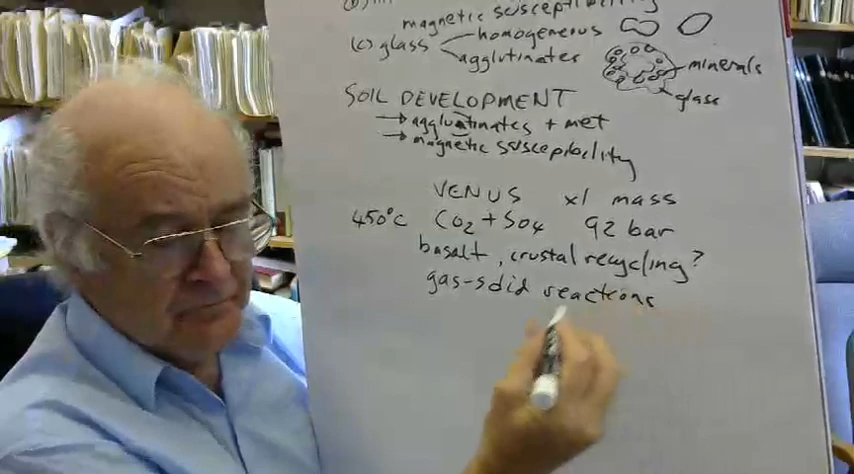 magnetic susceptibility
(c) glass homogeneous
agglutinates
minerals
glass
SOIL DEVELOPMENT
→ agglutinates + met
→ magnetic susceptibility
VENUS x1 mass
450°C CO2 + SO4 92 bar
basalt, crustal recycling?
gas-solid reactions